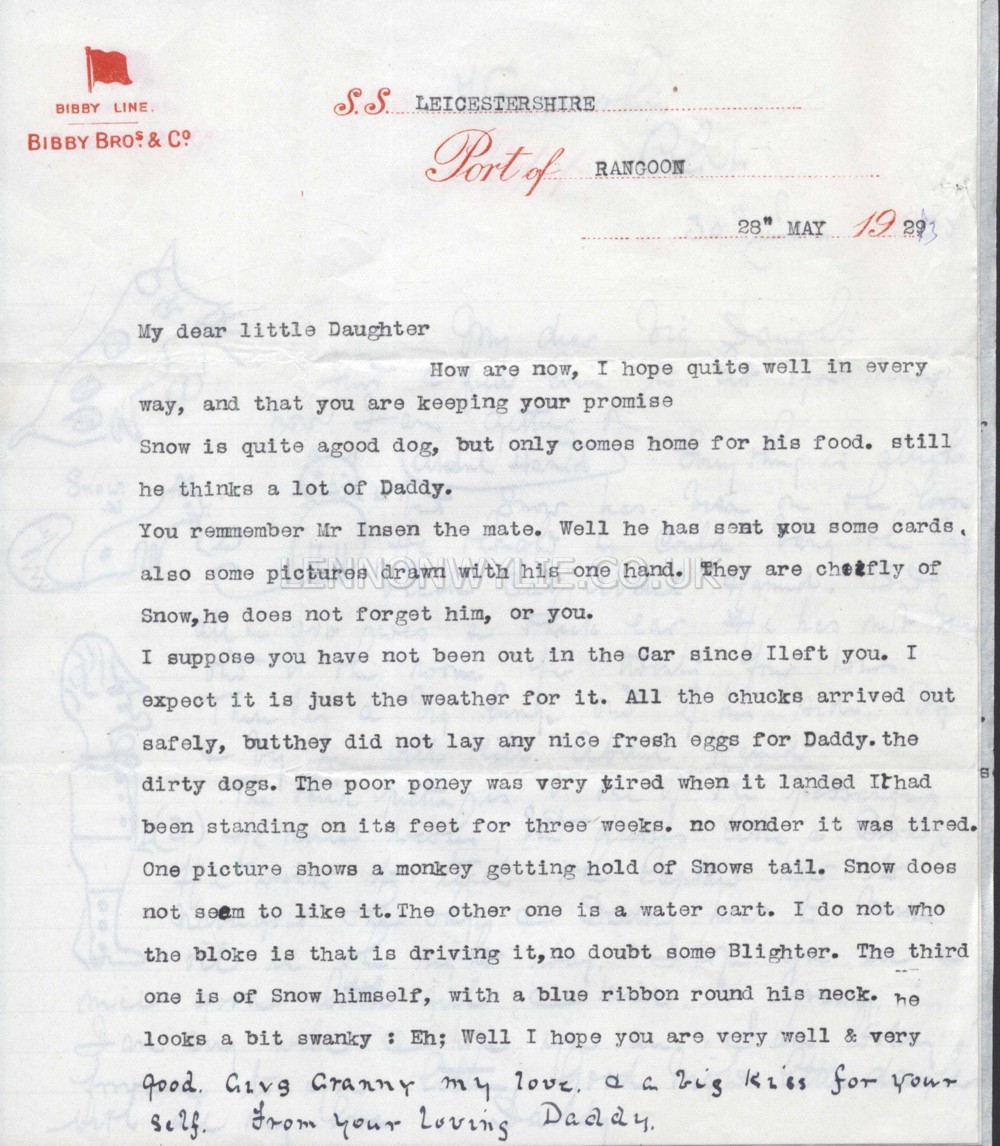 BIBBY LINE.
BIBBY BROS. & CO.
S.S. LEICESTERSHIRE
Port of RANGOON
28" MAY 1929
My dear little Daughter
How are now, I hope quite well in every
way, and that you are keeping your promise
Snow is quite agood dog, but only comes home for his food. still
he thinks a lot of Daddy.
You remmember Mr Insen the mate. Well he has sent you some cards.
also some pictures drawn with his one hand. They are cheifly of
LENNONWYLIE.CO.UK
Snow,he does not forget him, or you.
I suppose you have not been out in the Car since Ileft you. I
expect it is just the weather for it. All the chucks arrived out
safely, butthey did not lay any nice fresh eggs for Daddy.the
dirty dogs. The poor poney was very tired when it landed Ithad
been standing on its feet for three weeks. no wonder it was tired.
One picture shows a monkey getting hold of Snows tail. Snow does
not seem to like it.The other one is a water cart. I do not who
the bloke is that is driving it,no doubt some Blighter. The third
one is of Snow himself, with a blue ribbon round his neck. he
looks a bit swanky : Eh; Well I hope you are very well & very
good. Give Granny my love. & a big kiss for your
self. From your loving Daddy.